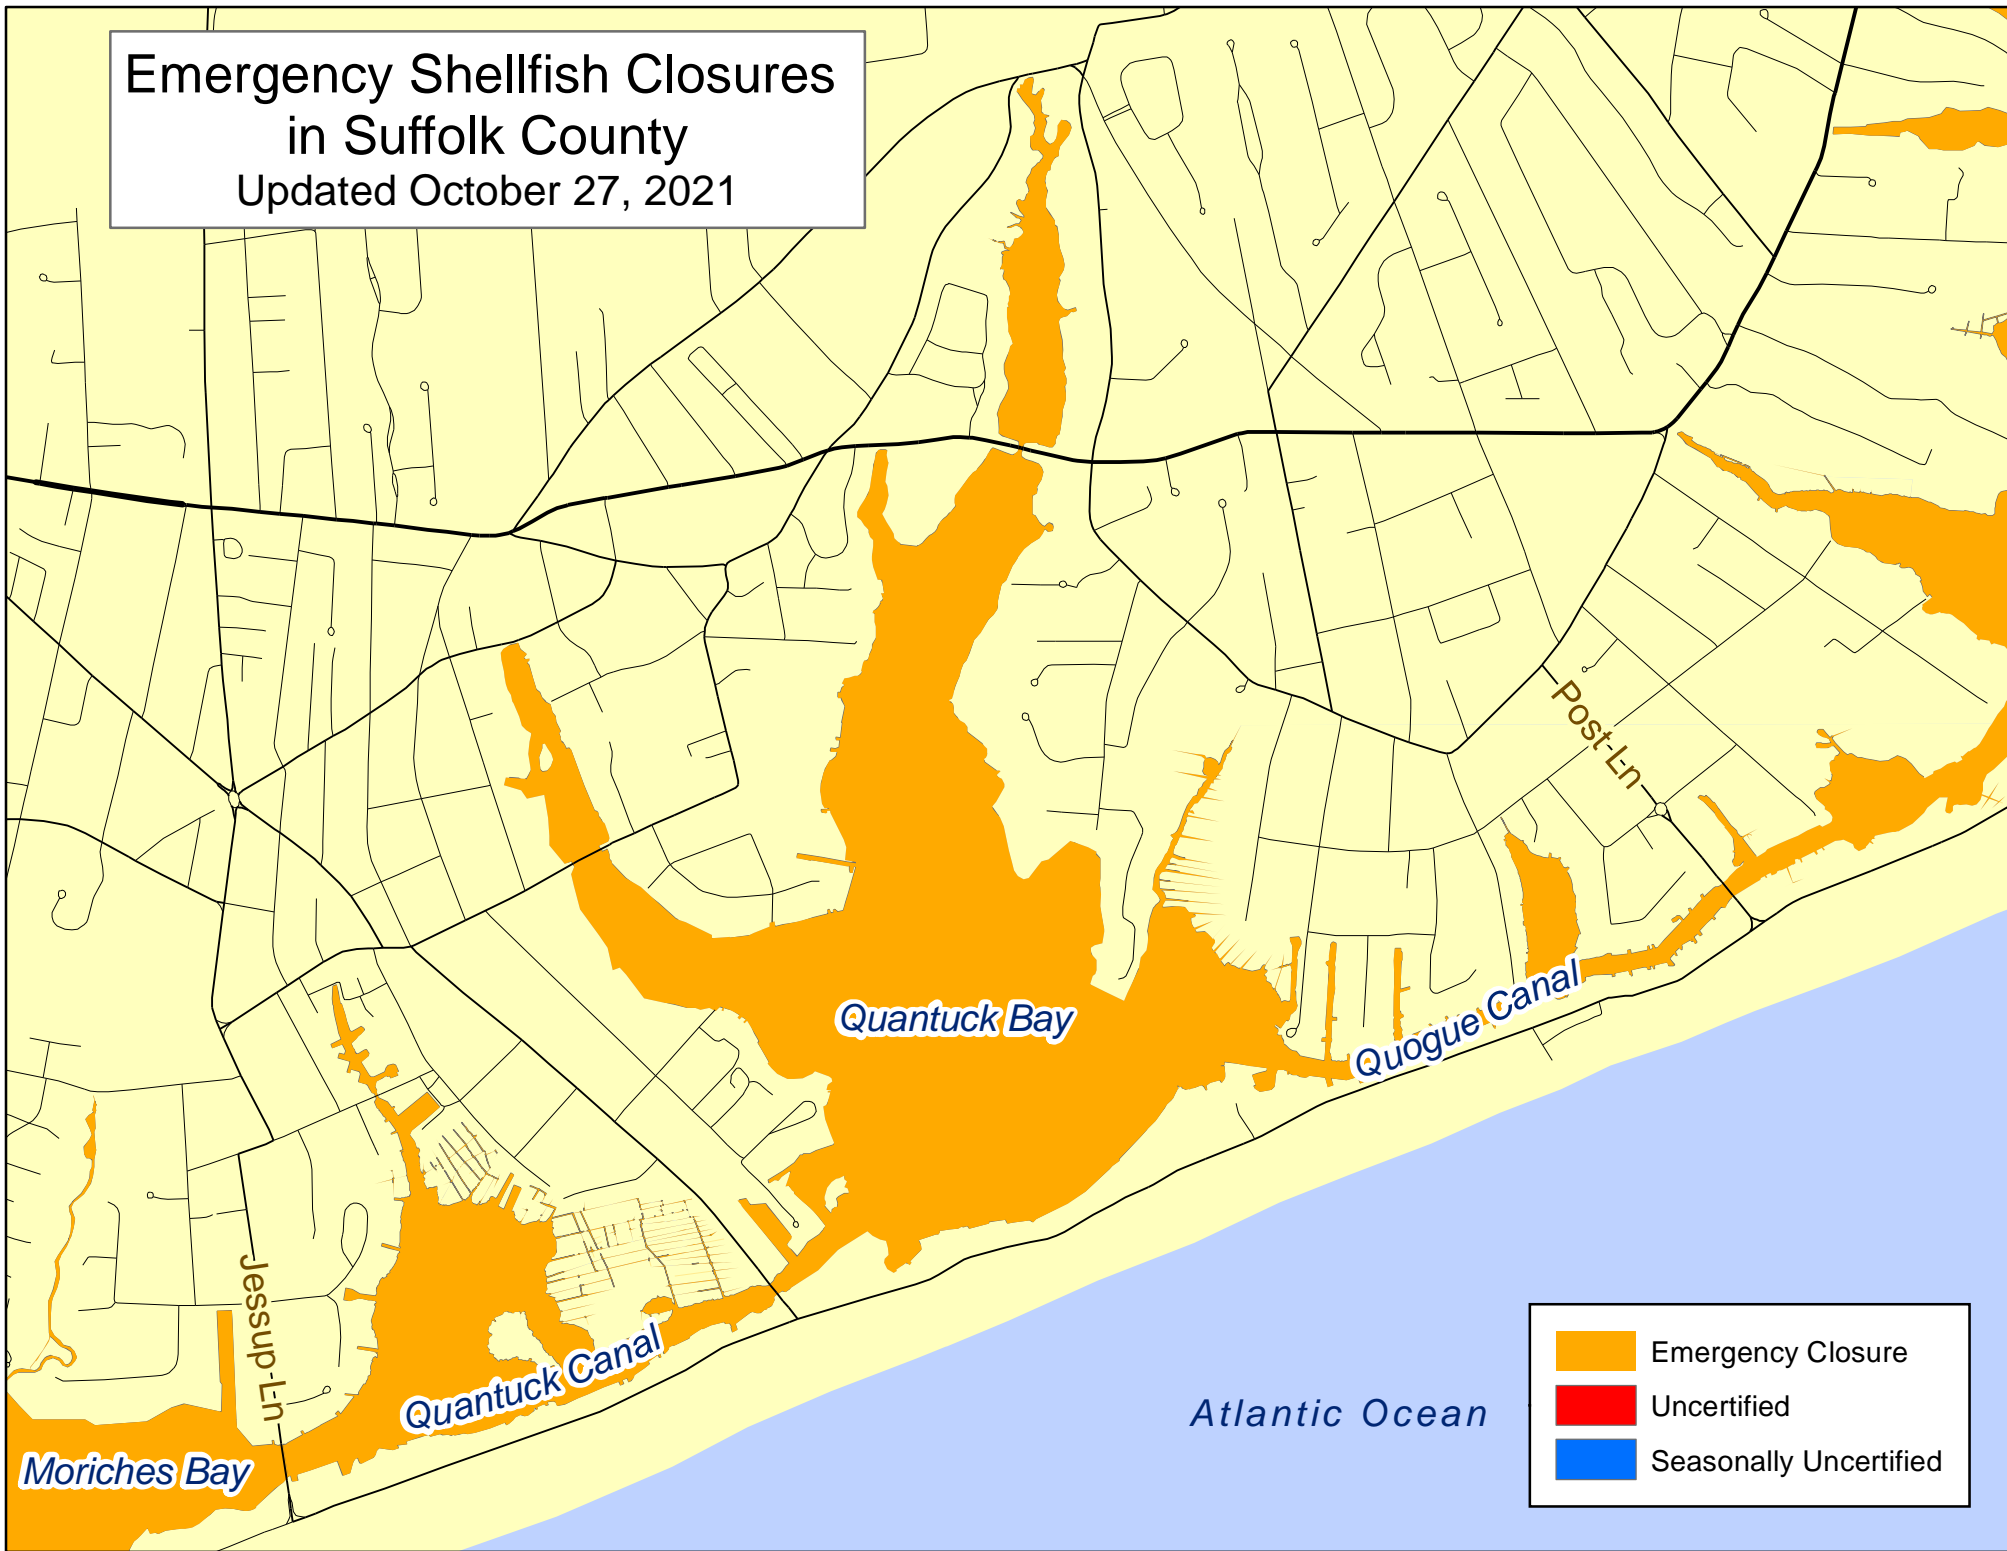 Emergency Shellfish Closures
in Suffolk County
Updated October 27, 2021
Post Ln
Quantuck Bay
Quogue Canal
Jessup Ln
Quantuck Canal
Moriches Bay
Atlantic Ocean
Emergency Closure
Uncertified
Seasonally Uncertified